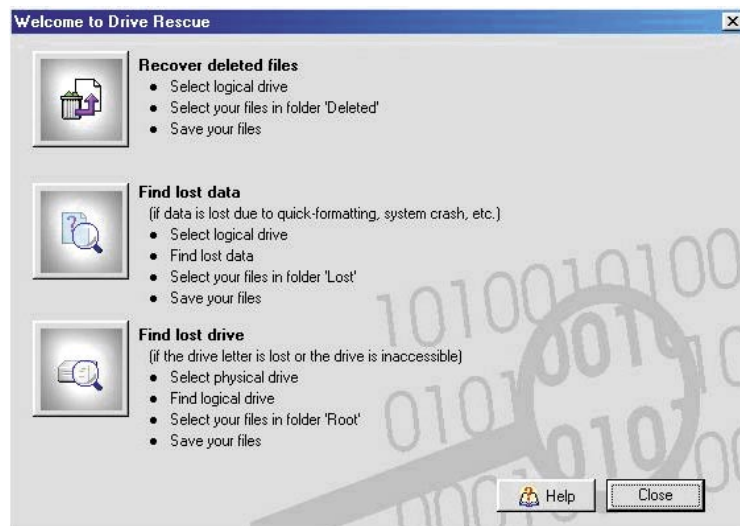 Welcome to Drive Rescue
Recover deleted files
• Select logical drive
• Select your files in folder 'Deleted'
• Save your files
Find lost data
(if data is lost due to quick-formatting, system crash, etc.)
• Select logical drive
• Find lost data
• Select your files in folder 'Lost'
• Save your files
Find lost drive
(if the drive letter is lost or the drive is inaccessible)
• Select physical drive
• Find logical drive
• Select your files in folder 'Root'
• Save your files
Help
Close